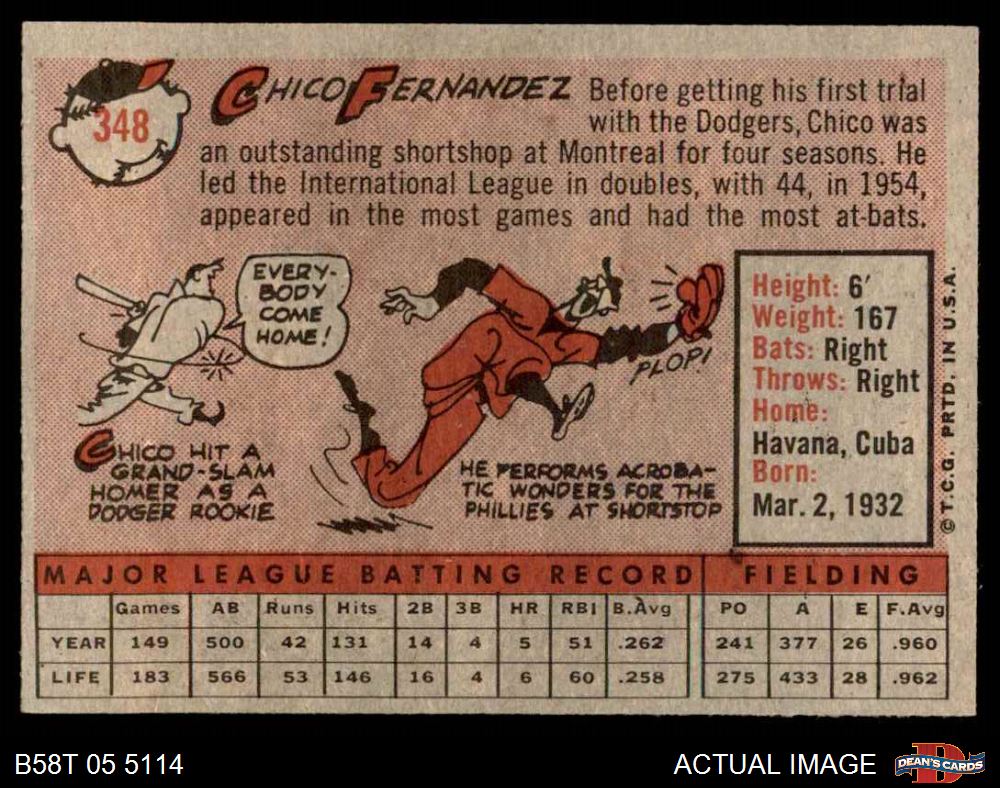 348
CHICO FERNANDEZ Before getting his first trial
with the Dodgers, Chico was
an outstanding shortshop at Montreal for four seasons. He
led the International League in doubles, with 44, in 1954,
appeared in the most games and had the most at-bats.
EVERY-
BODY
COME
HOME!
CHICO HIT A
GRAND-SLAM
HOMER AS A
DODGER ROOKIE
PLOP!
HE PERFORMS ACROBA-
TIC WONDERS FOR THE
PHILLIES AT SHORTSTOP
Height: 6'
Weight: 167
Bats: Right
Throws: Right
Home:
Havana, Cuba
Born:
Mar. 2, 1932
© T.C.G. PRTD. IN U.S.A.
MAJOR LEAGUE BATTING RECORD FIELDING
Games AB Runs Hits 2B 3B HR RBI B.Avg PO A E F.Avg
YEAR 149 500 42 131 14 4 5 51 .262 241 377 26 .960
LIFE 183 566 53 146 16 4 6 60 .258 275 433 28 .962
B58T 05 5114
ACTUAL IMAGE
DEAN'S CARDS